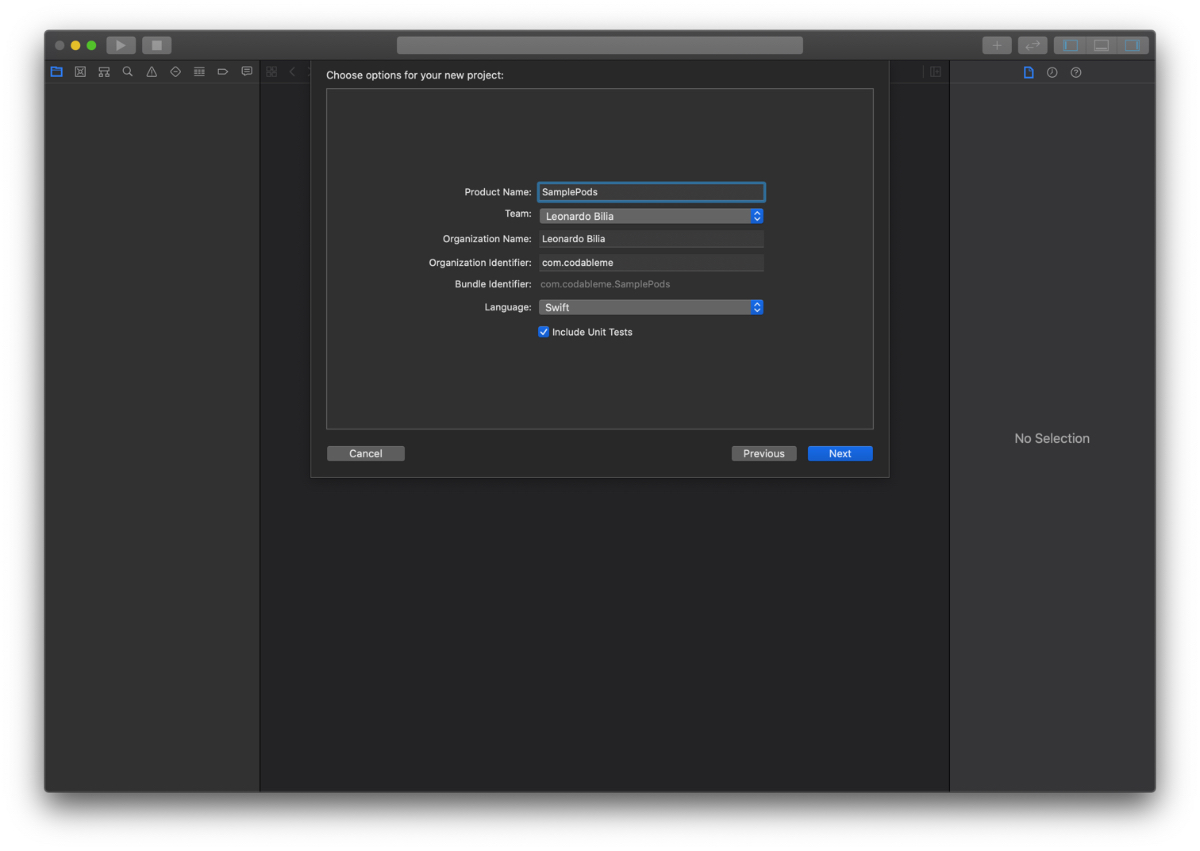 Choose options for your new project:
Product Name: SamplePods
Team: Leonardo Bilia
Organization Name: Leonardo Bilia
Organization Identifier: com.codableme
Bundle Identifier: com.codableme.SamplePods
Language: Swift
Include Unit Tests
Cancel Previous Next
No Selection